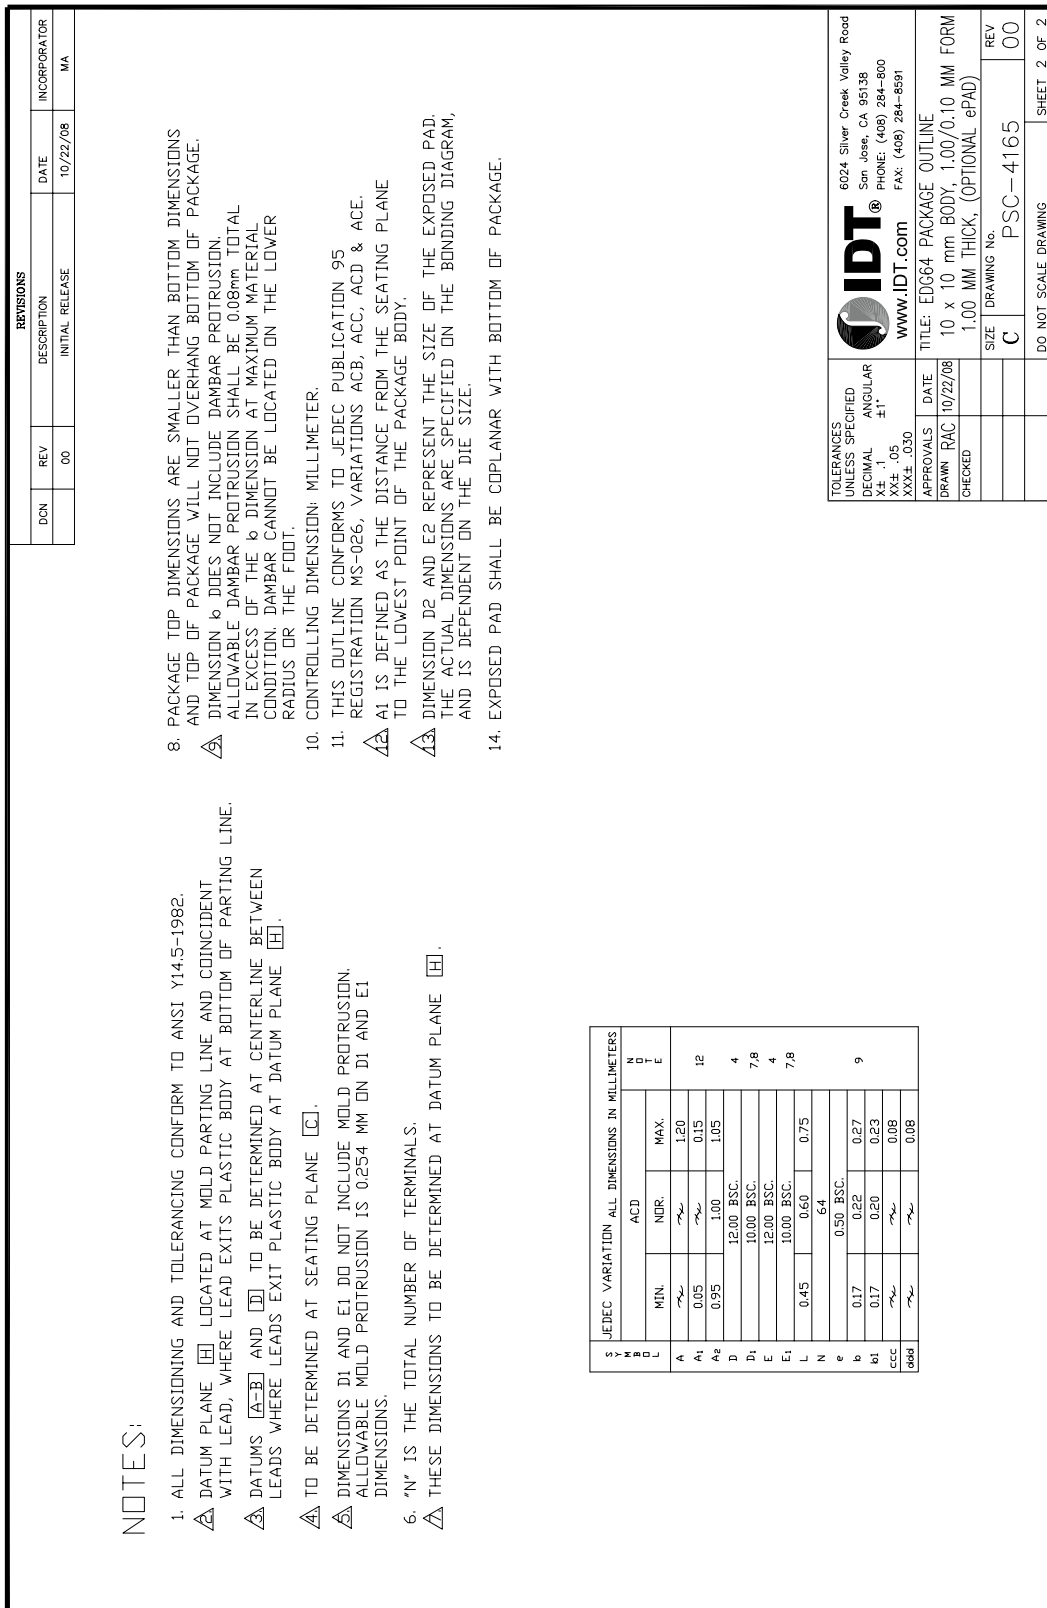 REVISIONS
DCN REV DESCRIPTION DATE INCORPORATOR
00 INITIAL RELEASE 10/22/08 MA
NOTES:
1. ALL DIMENSIONING AND TOLERANCING CONFORM TO ANSI Y14.5-1982.
2. DATUM PLANE H LOCATED AT MOLD PARTING LINE AND COINCIDENT
WITH LEAD, WHERE LEAD EXITS PLASTIC BODY AT BOTTOM OF PARTING LINE.
3. DATUMS A-B AND D TO BE DETERMINED AT CENTERLINE BETWEEN
LEADS WHERE LEADS EXIT PLASTIC BODY AT DATUM PLANE H.
4. TO BE DETERMINED AT SEATING PLANE C.
5. DIMENSIONS D1 AND E1 DO NOT INCLUDE MOLD PROTRUSION.
ALLOWABLE MOLD PROTRUSION IS 0.254 MM ON D1 AND E1
DIMENSIONS.
6. "N" IS THE TOTAL NUMBER OF TERMINALS.
7. THESE DIMENSIONS TO BE DETERMINED AT DATUM PLANE H.
8. PACKAGE TOP DIMENSIONS ARE SMALLER THAN BOTTOM DIMENSIONS
AND TOP OF PACKAGE WILL NOT OVERHANG BOTTOM OF PACKAGE.
9. DIMENSION b DOES NOT INCLUDE DAMBAR PROTRUSION.
ALLOWABLE DAMBAR PROTRUSION SHALL BE 0.08mm TOTAL
IN EXCESS OF THE b DIMENSION AT MAXIMUM MATERIAL
CONDITION. DAMBAR CANNOT BE LOCATED ON THE LOWER
RADIUS OR THE FOOT.
10. CONTROLLING DIMENSION: MILLIMETER.
11. THIS OUTLINE CONFORMS TO JEDEC PUBLICATION 95
REGISTRATION MS-026, VARIATIONS ACB, ACC, ACD & ACE.
12. A1 IS DEFINED AS THE DISTANCE FROM THE SEATING PLANE
TO THE LOWEST POINT OF THE PACKAGE BODY.
13. DIMENSION D2 AND E2 REPRESENT THE SIZE OF THE EXPOSED PAD.
THE ACTUAL DIMENSIONS ARE SPECIFIED ON THE BONDING DIAGRAM,
AND IS DEPENDENT ON THE DIE SIZE.
14. EXPOSED PAD SHALL BE COPLANAR WITH BOTTOM OF PACKAGE.
SYMBOL JEDEC VARIATION ALL DIMENSIONS IN MILLIMETERS
ACD NOTE
MIN. NOR. MAX.
A 1.20
A1 0.05 0.15 12
A2 0.95 1.00 1.05
D 12.00 BSC. 4
D1 10.00 BSC. 7,8
E 12.00 BSC. 4
E1 10.00 BSC. 7,8
L 0.45 0.60 0.75
N 64
e 0.50 BSC.
b 0.17 0.22 0.27 9
b1 0.17 0.20 0.23
ccc 0.08
ddd 0.08
TOLERANCES
UNLESS SPECIFIED
DECIMAL ANGULAR
X± .1 ±1°
XX± .05
XXX± .030
APPROVALS DATE
DRAWN RAC 10/22/08
CHECKED
IDT®
www.IDT.com
6024 Silver Creek Valley Road
San Jose, CA 95138
PHONE: (408) 284-800
FAX: (408) 284-8591
TITLE: EDG64 PACKAGE OUTLINE
10 x 10 mm BODY, 1.00/0.10 MM FORM
1.00 MM THICK, (OPTIONAL ePAD)
SIZE DRAWING No. REV
C PSC-4165 00
DO NOT SCALE DRAWING SHEET 2 OF 2